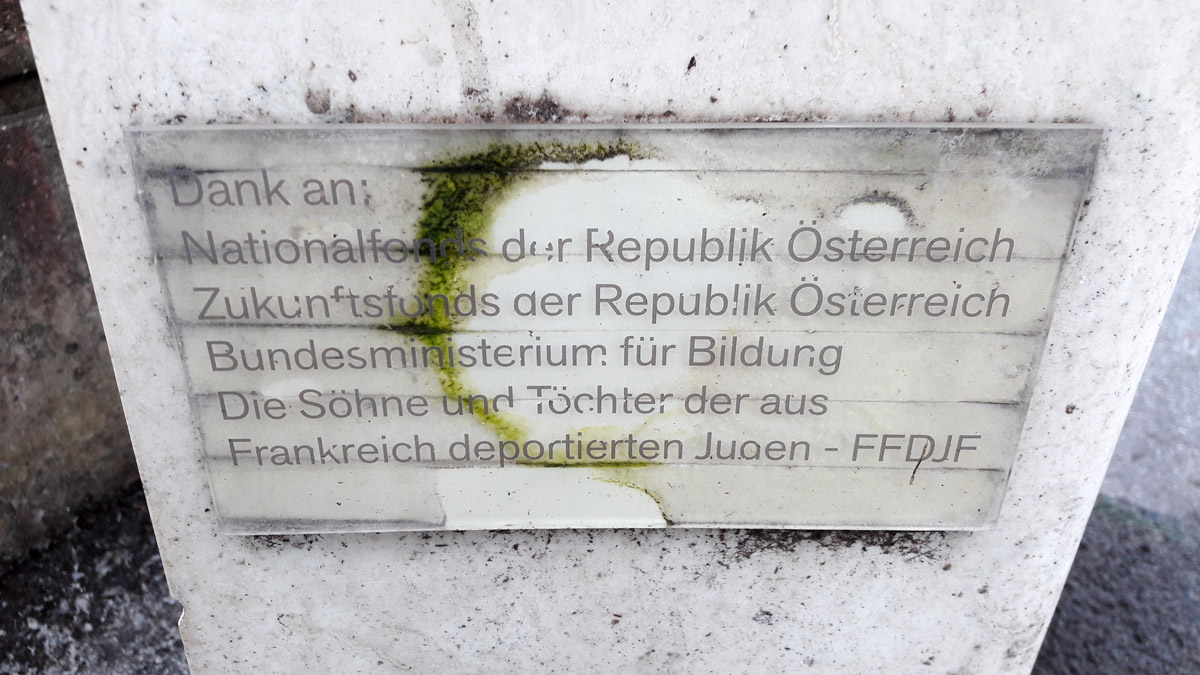 Dank an:
Nationalfonds der Republik Österreich
Zukunftsfonds der Republik Österreich
Bundesministerium für Bildung
Die Söhne und Töchter der aus
Frankreich deportierten Juden - FFDJF